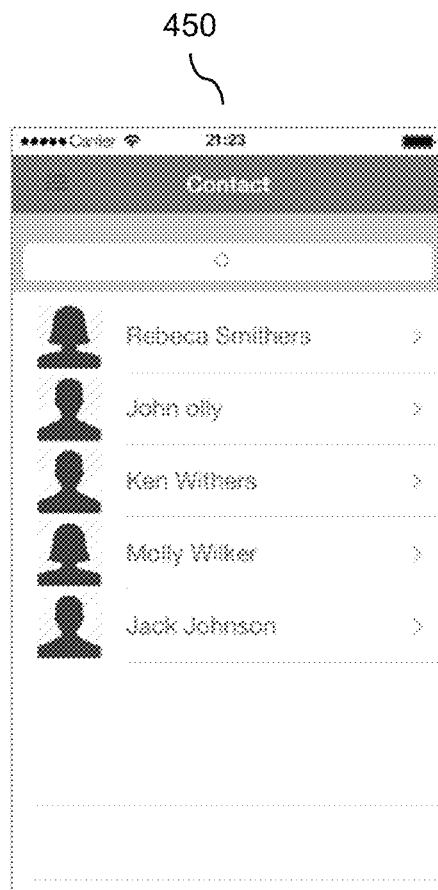 450
Carrier 21:23
Contact
Rebeca Smithers
John olly
Ken Withers
Molly Wilker
Jack Johnson